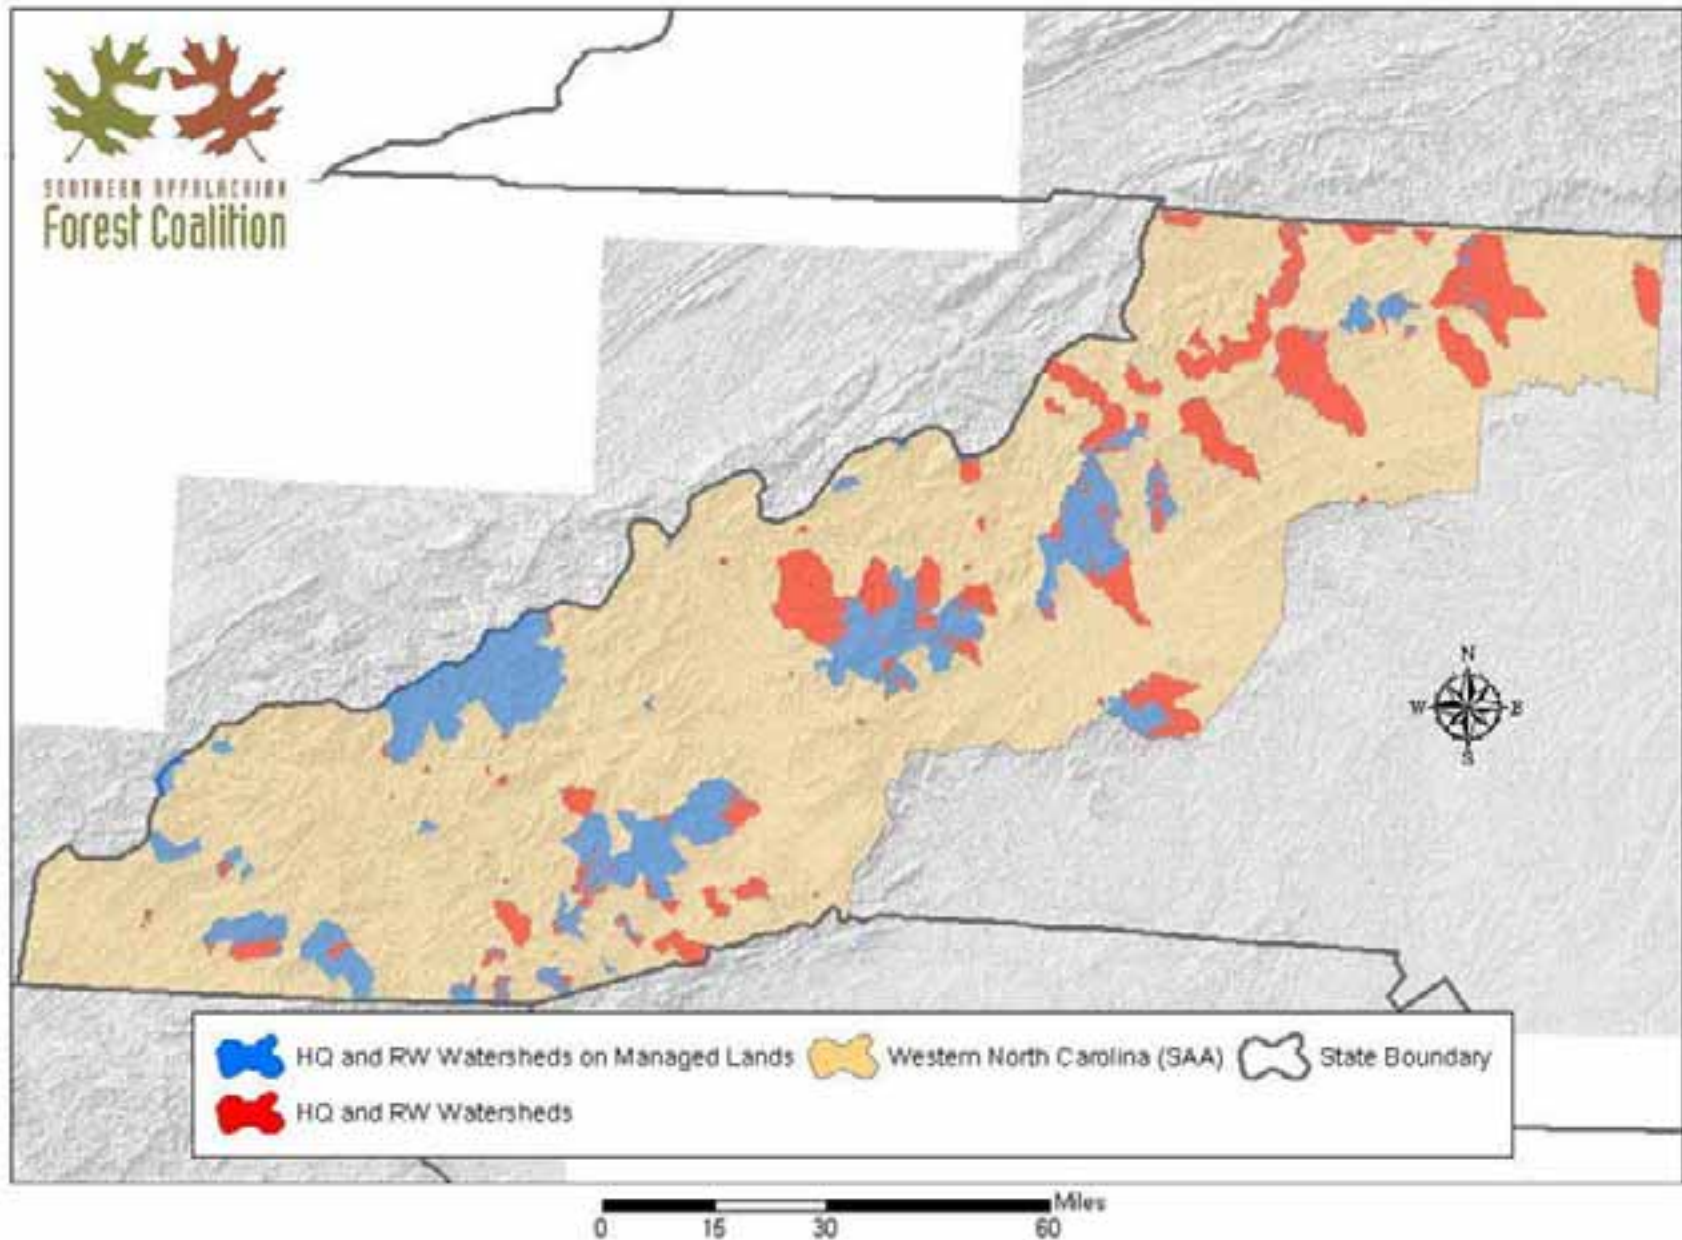 SOUTHERN APPALACHIAN
Forest Coalition
N
W E
S
HQ and RW Watersheds on Managed Lands
Western North Carolina (SAA)
State Boundary
HQ and RW Watersheds
Miles
0 15 30 60